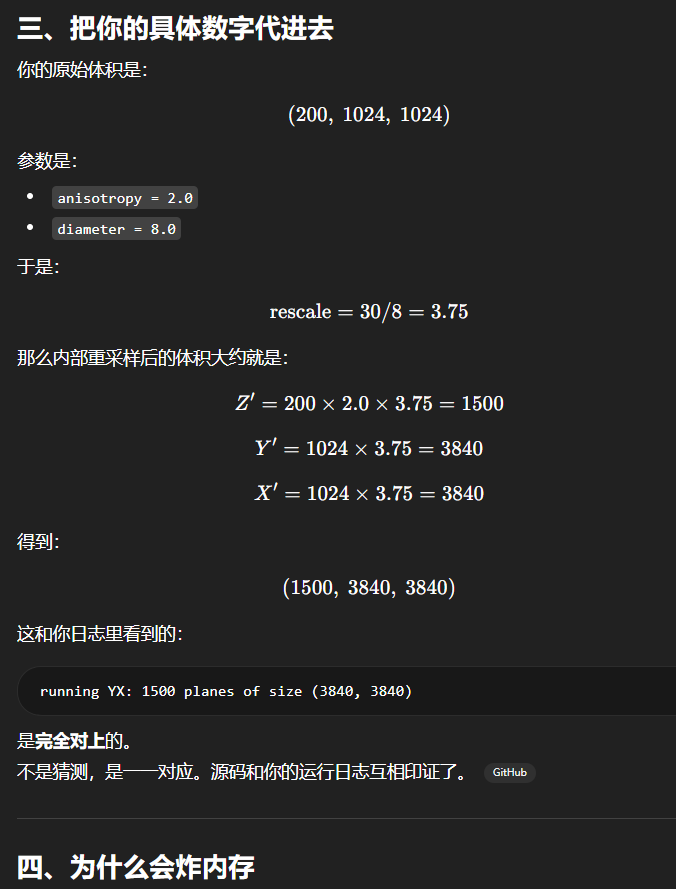 三、把你的具体数字代进去
你的原始体积是：
(200, 1024, 1024)
参数是：
• anisotropy = 2.0
• diameter = 8.0
于是：
rescale = 30/8 = 3.75
那么内部重采样后的体积大约就是：
Z′ = 200 × 2.0 × 3.75 = 1500
Y′ = 1024 × 3.75 = 3840
X′ = 1024 × 3.75 = 3840
得到：
(1500, 3840, 3840)
这和你日志里看到的：
running YX: 1500 planes of size (3840, 3840)
是完全对上的。
不是猜测，是一一对应。源码和你的运行日志互相印证了。 GitHub
四、为什么会炸内存